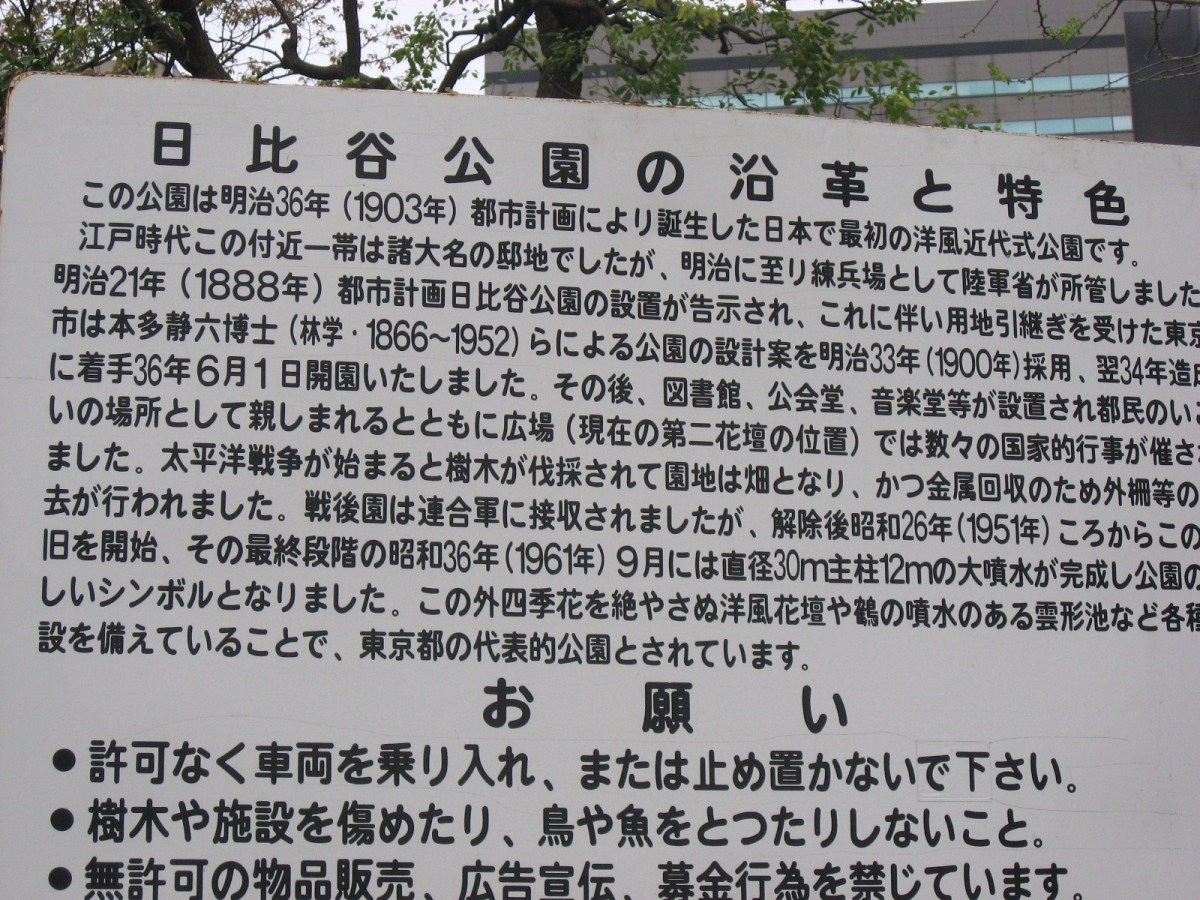 日比谷公園の沿革と特色
この公園は明治36年（1903年）都市計画により誕生した日本で最初の洋風近代式公園です。
江戸時代この付近一帯は諸大名の邸地でしたが、明治に至り練兵場として陸軍省が所管しました
明治21年（1888年）都市計画日比谷公園の設置が告示され、これに伴い用地引継ぎを受けた東京
市は本多静六博士（林学・1866～1952）らによる公園の設計案を明治33年（1900年）採用、翌34年造
に着手36年６月１日開園いたしました。その後、図書館、公会堂、音楽堂等が設置され都民のい
いの場所として親しまれるとともに広場（現在の第二花壇の位置）では数々の国家的行事が催さ
ました。太平洋戦争が始まると樹木が伐採されて園地は畑となり、かつ金属回収のため外柵等の
去が行われました。戦後園は連合軍に接収されましたが、解除後昭和26年（1951年）ころからこの
旧を開始、その最終段階の昭和36年（1961年）９月には直径30m主柱12mの大噴水が完成し公園の
しいシンボルとなりました。この外四季花を絶やさぬ洋風花壇や鶴の噴水のある雲形池など各種
設を備えていることで、東京都の代表的公園とされています。
お願い
●許可なく車両を乗り入れ、または止め置かないで下さい。
●樹木や施設を傷めたり、鳥や魚をとつたりしないこと。
●無許可の物品販売、広告宣伝、募金行為を禁じています。